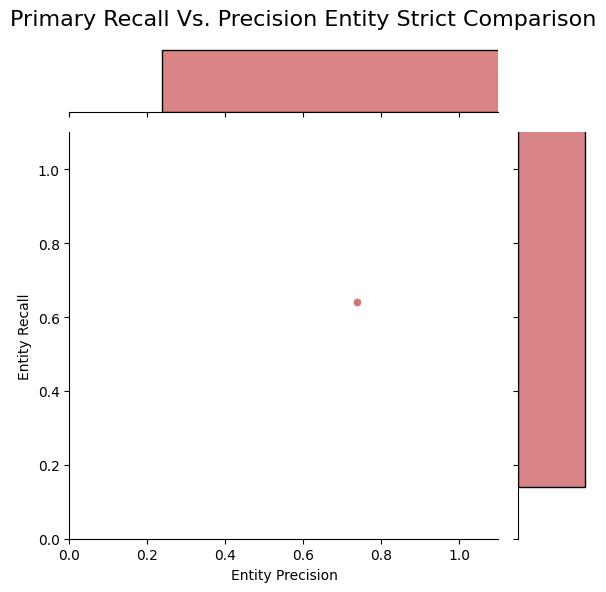 Primary Recall Vs. Precision Entity Strict Comparison
1.0
0.8
0.6
0.4
0.2
0.0
Entity Recall
0.0 0.2 0.4 0.6 0.8 1.0
Entity Precision